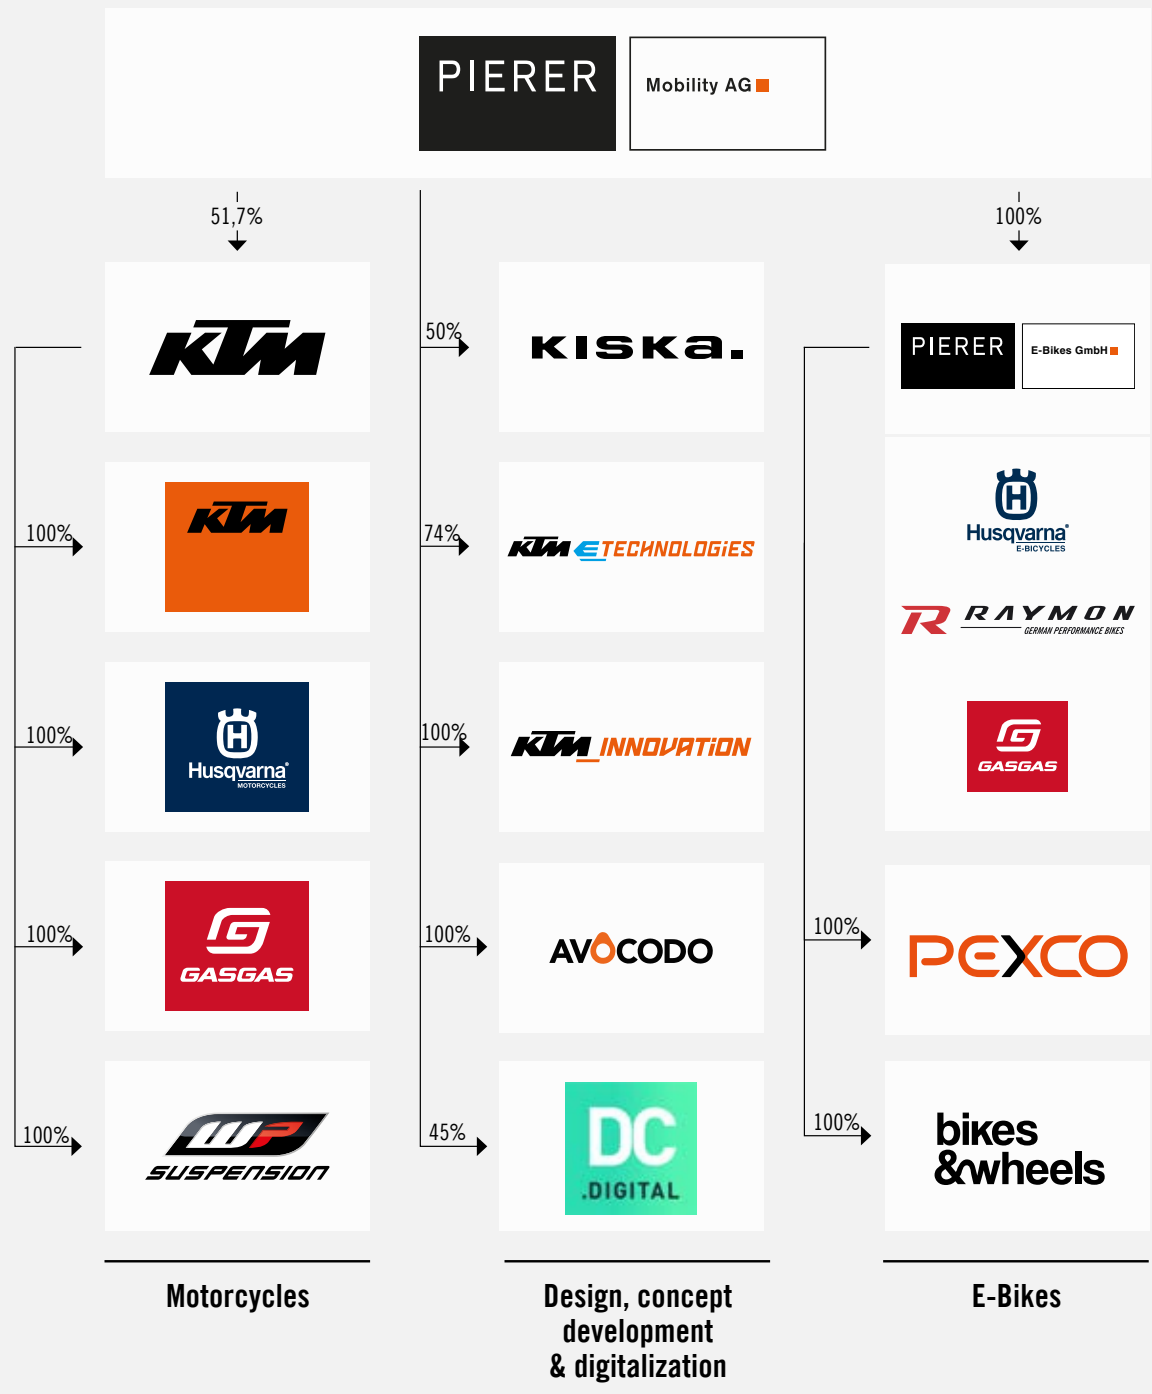 PIERER
Mobility AG
51,7%
100%
KTM
50%
KISKA.
PIERER
E-Bikes GmbH
100%
KTM
74%
KTM ETECHNOLOGIES
Husqvarna®
E-BICYCLES
R RAYMON
GERMAN PERFORMANCE BIKES
100%
H
Husqvarna®
MOTORCYCLES
100%
KTM INNOVATION
G
GASGAS
100%
G
GASGAS
100%
AVOCODO
100%
PEXCO
100%
WP
SUSPENSION
45%
DC
.DIGITAL
100%
bikes
&wheels
Motorcycles
Design, concept
development
& digitalization
E-Bikes